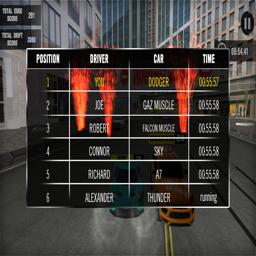 TOTAL EDGE SCORE 291
TOTAL DRIFT SCORE 3360
00:54.41
POSITION DRIVER CAR TIME
1 YOU DODGER 00:55.57
2 JOE GAZ MUSCLE 00:55.58
3 ROBERT FALCON MUSCLE 00:55.58
4 CONNOR SKY 00:55.58
5 RICHARD A7 00:55.58
6 ALEXANDER THUNDER running